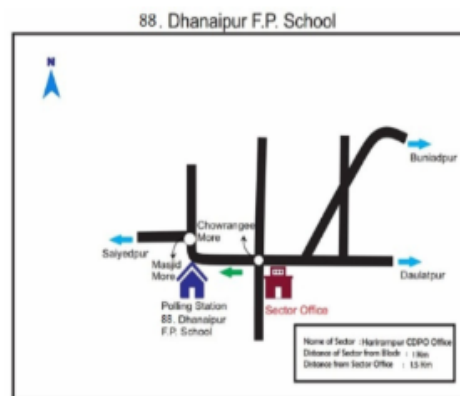 88. Dhanaipur F.P. School
N
Buniadpur
Chowrangee
More
Saiyedpur
Masjid
More
Daulatpur
Polling Station
88. Dhanaipur
F.P. School
Sector Office
Name of Sector : Harirampur CDPO Office
Distance of Sector from Block : 1 Km
Distance from Sector Office : 1.5 Km